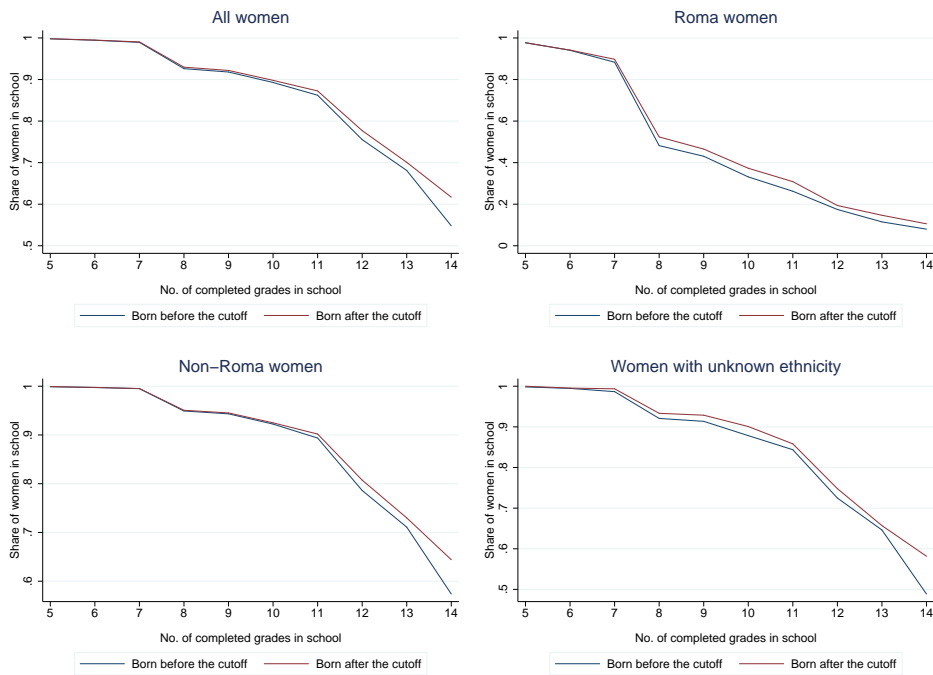 All women
Share of women in school
1
.9
.8
.7
.6
.5
5 6 7 8 9 10 11 12 13 14
No. of completed grades in school
Born before the cutoff Born after the cutoff
Roma women
Share of women in school
1
.8
.6
.4
.2
0
5 6 7 8 9 10 11 12 13 14
No. of completed grades in school
Born before the cutoff Born after the cutoff
Non−Roma women
Share of women in school
1
.9
.8
.7
.6
5 6 7 8 9 10 11 12 13 14
No. of completed grades in school
Born before the cutoff Born after the cutoff
Women with unknown ethnicity
Share of women in school
1
.9
.8
.7
.6
.5
5 6 7 8 9 10 11 12 13 14
No. of completed grades in school
Born before the cutoff Born after the cutoff